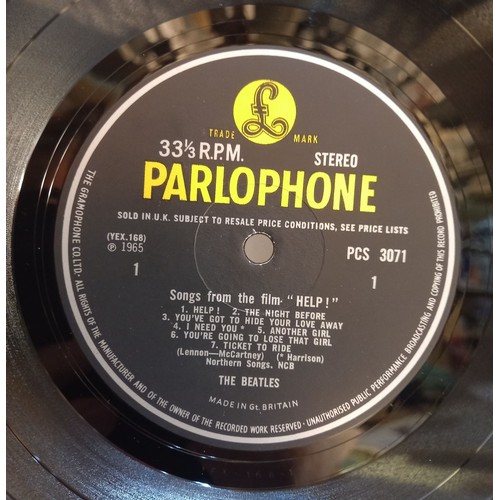 £
TRADE MARK
33⅓ R.P.M. STEREO
PARLOPHONE
SOLD IN U.K. SUBJECT TO RESALE PRICE CONDITIONS, SEE PRICE LISTS
(YEX.168) PCS 3071
℗ 1965
1 1
Songs from the film- "HELP!"
1. HELP! 2. THE NIGHT BEFORE
3. YOU'VE GOT TO HIDE YOUR LOVE AWAY
4. I NEED YOU * 5. ANOTHER GIRL
6. YOU'RE GOING TO LOSE THAT GIRL
7. TICKET TO RIDE
(Lennon—McCartney) (* Harrison)
Northern Songs, NCB
THE BEATLES
MADE IN Gt. BRITAIN
THE GRAMOPHONE CO. LTD· ALL RIGHTS OF THE MANUFACTURER AND OF THE OWNER OF THE RECORDED WORK RESERVED· UNAUTHORISED PUBLIC PERFORMANCE BROADCASTING AND COPYING OF THIS RECORD PROHIBITED